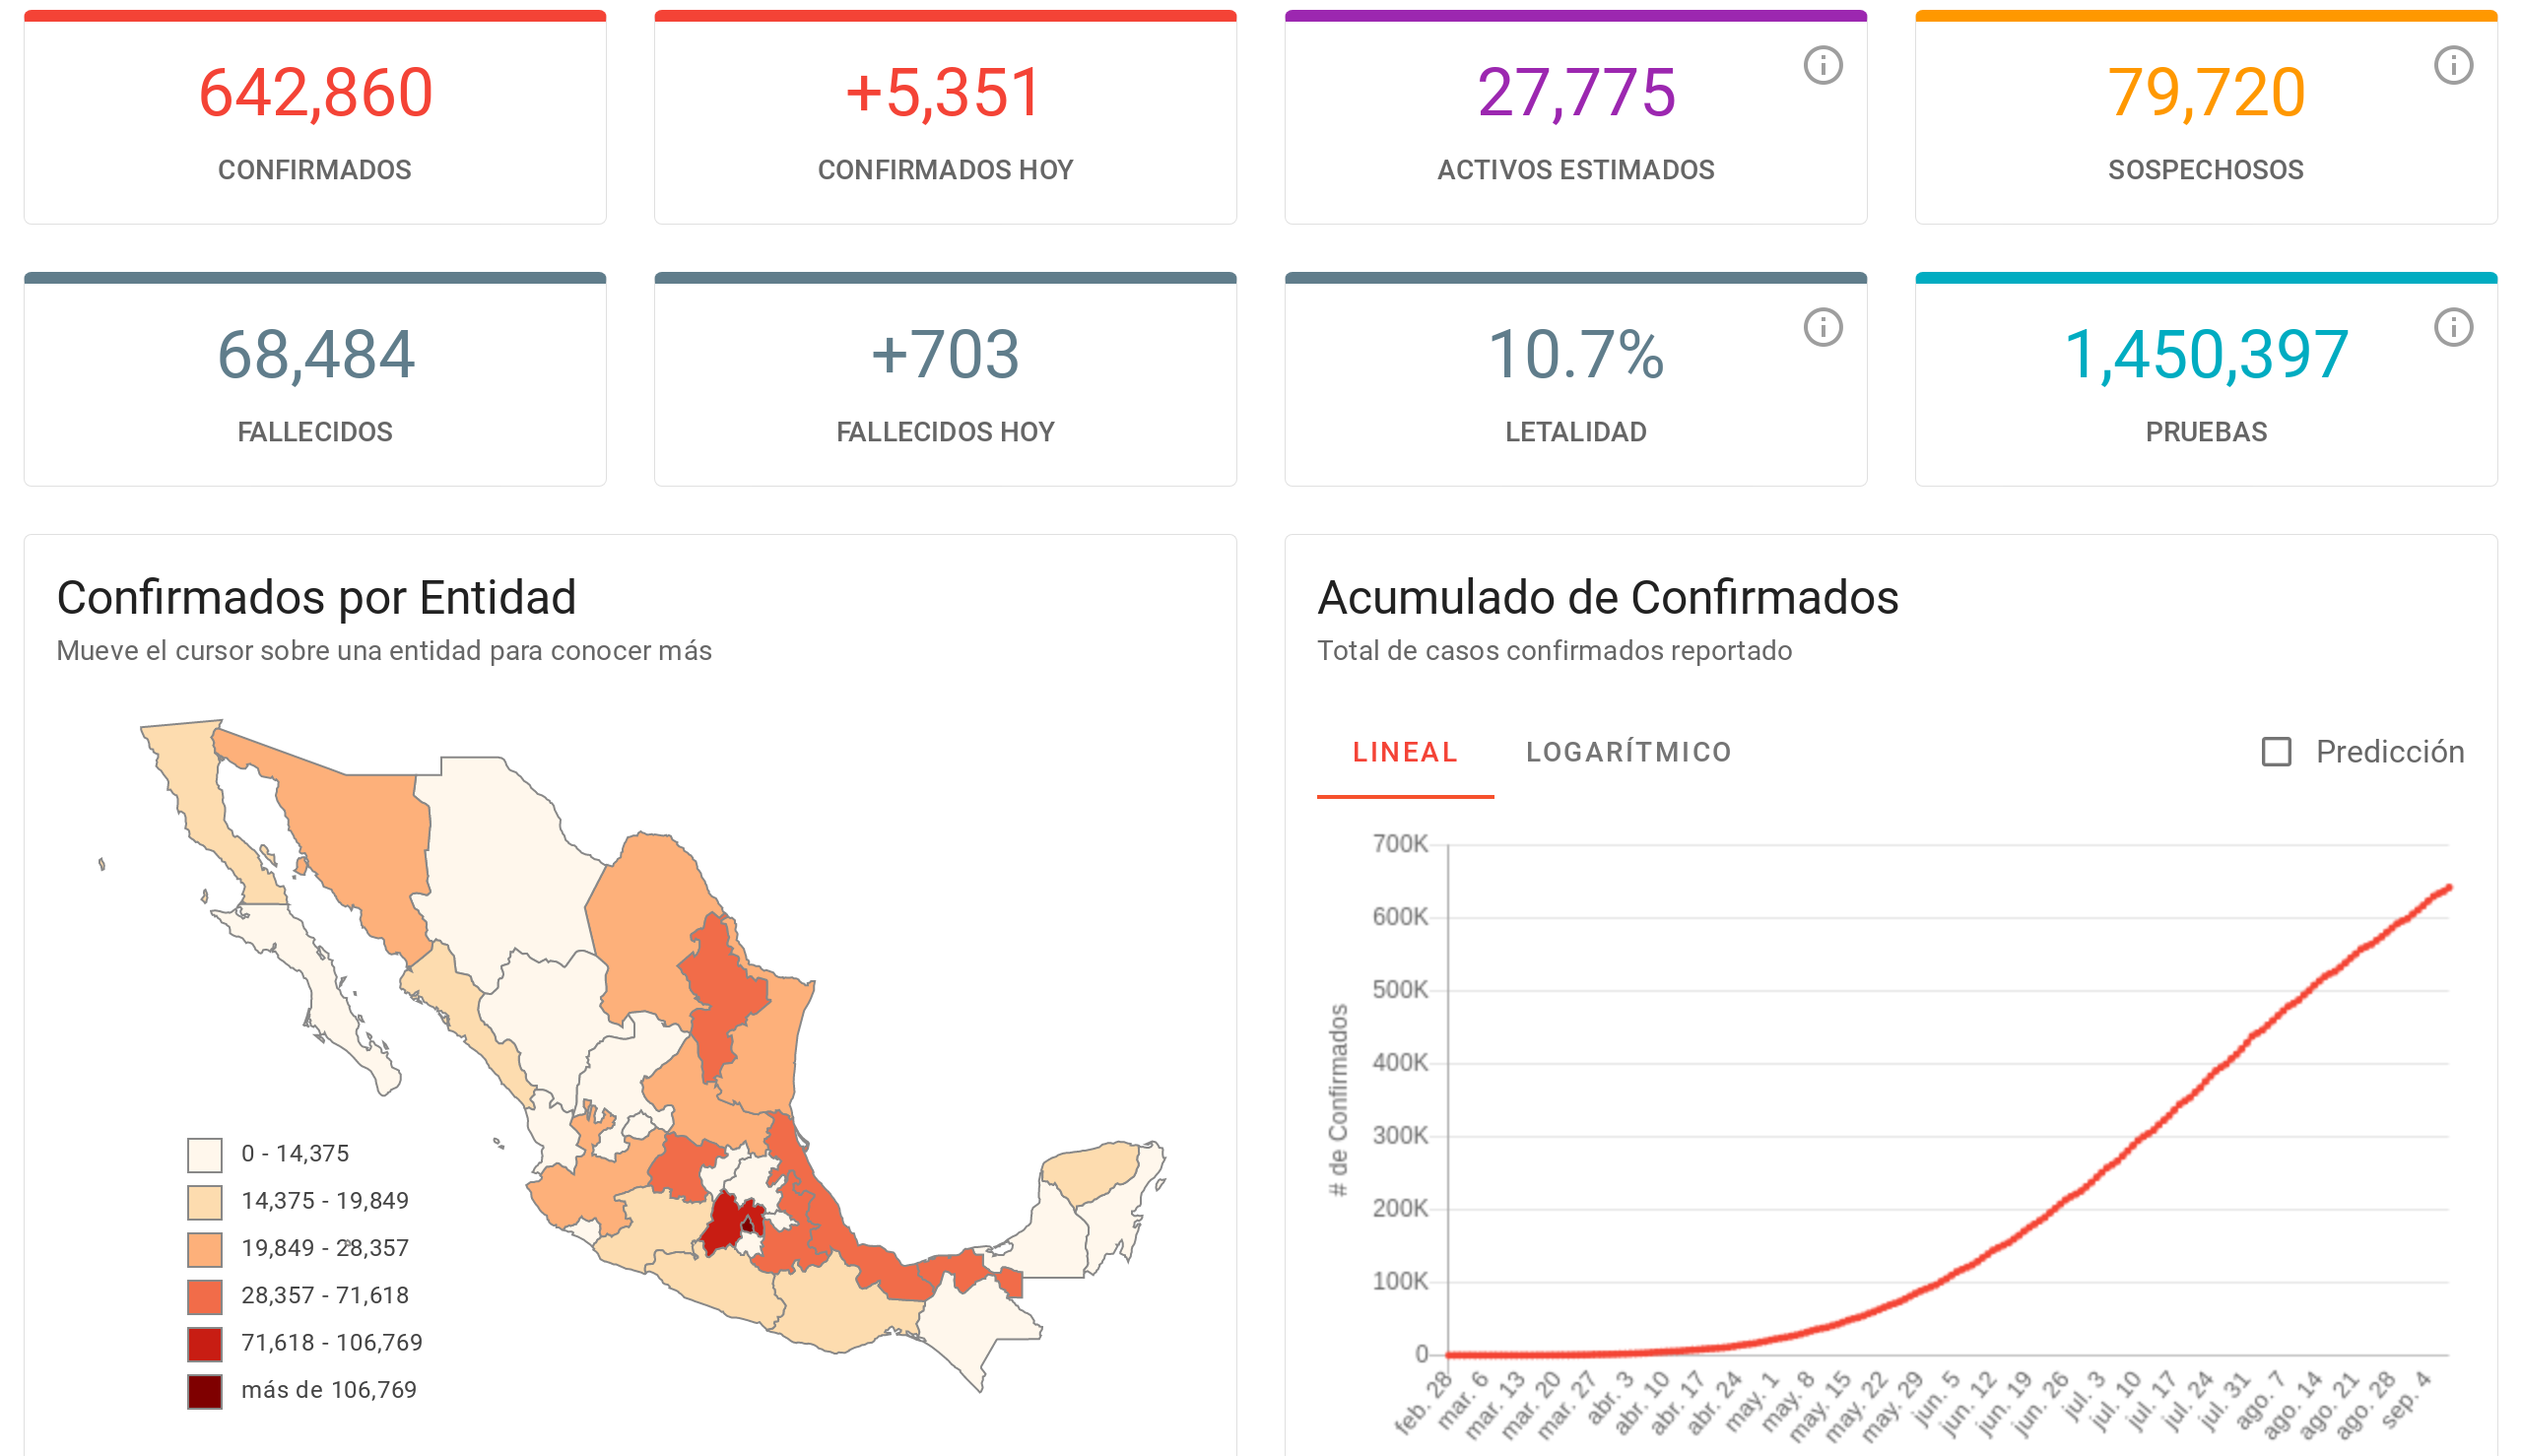 642,860
CONFIRMADOS
+5,351
CONFIRMADOS HOY
27,775
ACTIVOS ESTIMADOS
79,720
SOSPECHOSOS
68,484
FALLECIDOS
+703
FALLECIDOS HOY
10.7%
LETALIDAD
1,450,397
PRUEBAS
Confirmados por Entidad
Mueve el cursor sobre una entidad para conocer más
0 - 14,375
14,375 - 19,849
19,849 - 28,357
28,357 - 71,618
71,618 - 106,769
más de 106,769
Acumulado de Confirmados
Total de casos confirmados reportado
LINEAL
LOGARÍTMICO
Predicción
# de Confirmados
700K
600K
500K
400K
300K
200K
100K
0
feb. 28
mar. 6
mar. 13
mar. 20
mar. 27
abr. 3
abr. 10
abr. 17
abr. 24
may. 1
may. 8
may. 15
may. 22
may. 29
jun. 5
jun. 12
jun. 19
jun. 26
jul. 3
jul. 10
jul. 17
jul. 24
jul. 31
ago. 7
ago. 14
ago. 21
ago. 28
sep. 4